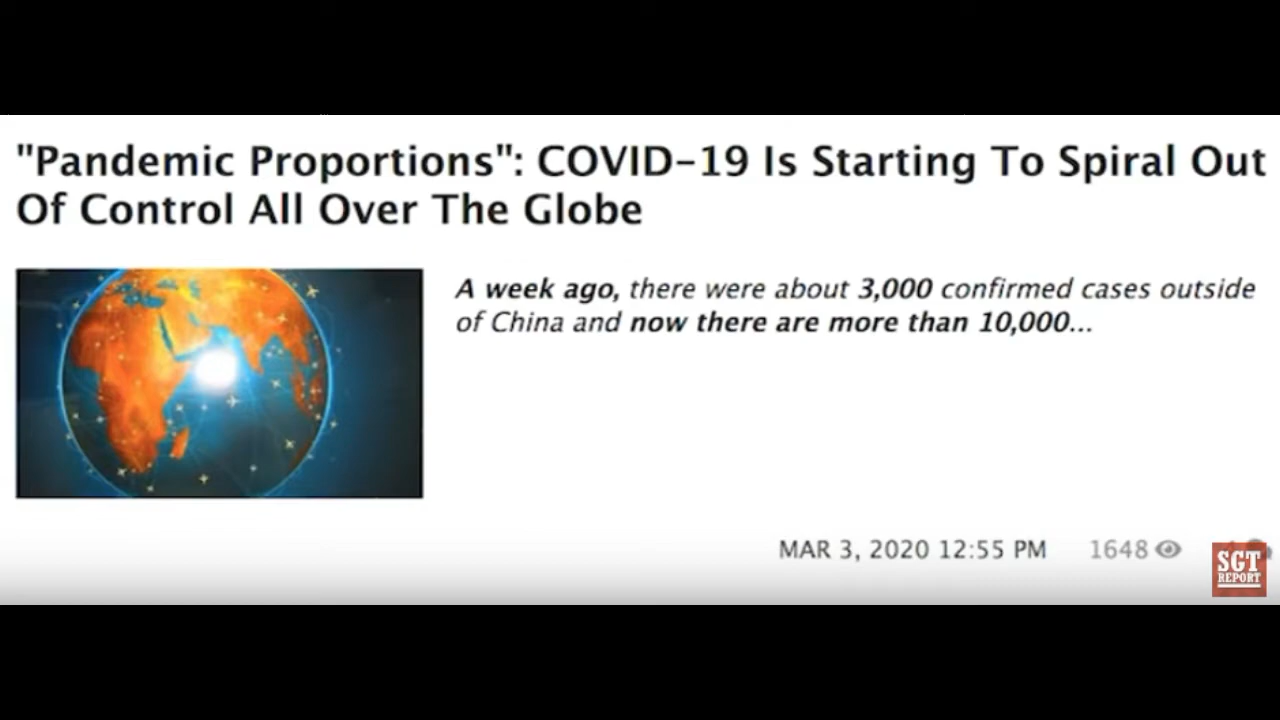 "Pandemic Proportions": COVID-19 Is Starting To Spiral Out
Of Control All Over The Globe
A week ago, there were about 3,000 confirmed cases outside
of China and now there are more than 10,000...
MAR 3, 2020 12:55 PM 1648
SGT
REPORT